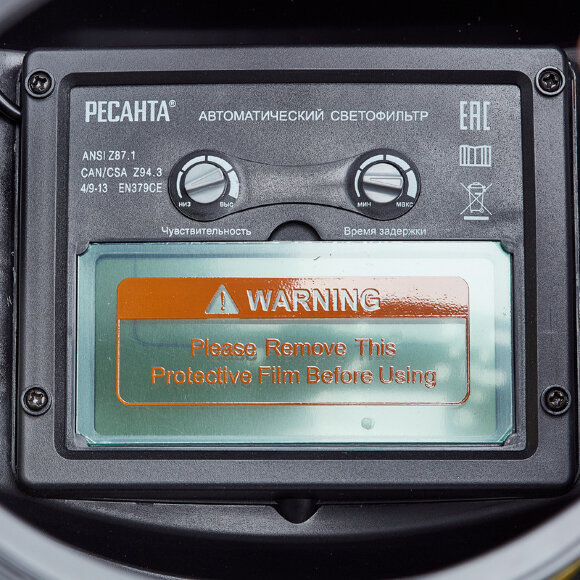 РЕСАНТА®
АВТОМАТИЧЕСКИЙ СВЕТОФИЛЬТР
EAC
ANSI Z87.1
CAN/CSA Z94.3
4/9-13 EN379CE
НИЗ ВЫС
МИН МАКС
Чувствительность
Время задержки
WARNING
Please Remove This
Protective Film Before Using